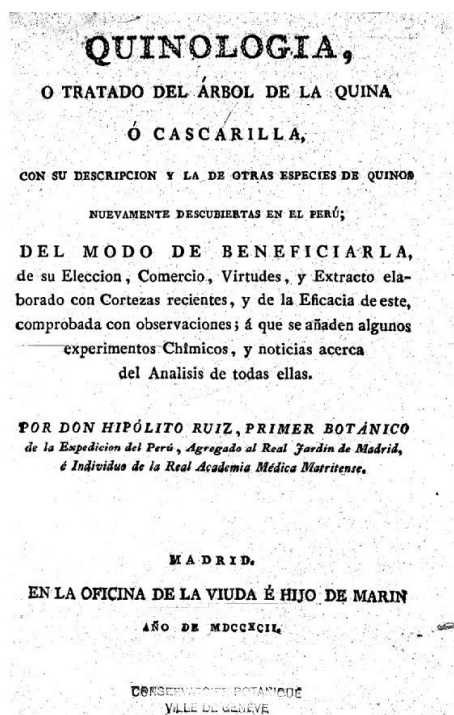 QUINOLOGIA,
O TRATADO DEL ÁRBOL DE LA QUINA
Ó CASCARILLA,
CON SU DESCRIPCION Y LA DE OTRAS ESPECIES DE QUINOS
NUEVAMENTE DESCUBIERTAS EN EL PERÚ;
DEL MODO DE BENEFICIARLA,
de su Eleccion, Comercio, Virtudes, y Extracto ela-
borado con Cortezas recientes, y de la Eficacia de este,
comprobada con observaciones; á que se añaden algunos
experimentos Chîmicos, y noticias acerca
del Analisis de todas ellas.
POR DON HIPÓLITO RUIZ, PRIMER BOTÁNICO
de la Expedicion del Perú, Agregado al Real Jardin de Madrid,
é Individuo de la Real Academia Médica Matritense.
MADRID.
EN LA OFICINA DE LA VIUDA É HIJO DE MARIN
AÑO DE MDCCXCII.
CONSERVATOIRE BOTANIQUE
VILLE DE GENÈVE